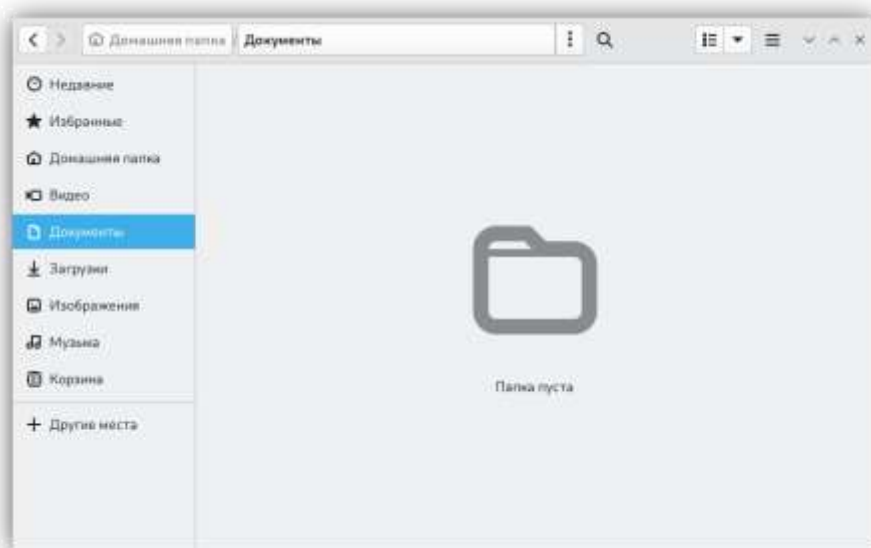 Домашняя папка / Документы
Недавние
Избранные
Домашняя папка
Видео
Документы
Загрузки
Изображения
Музыка
Корзина
Другие места
Папка пуста